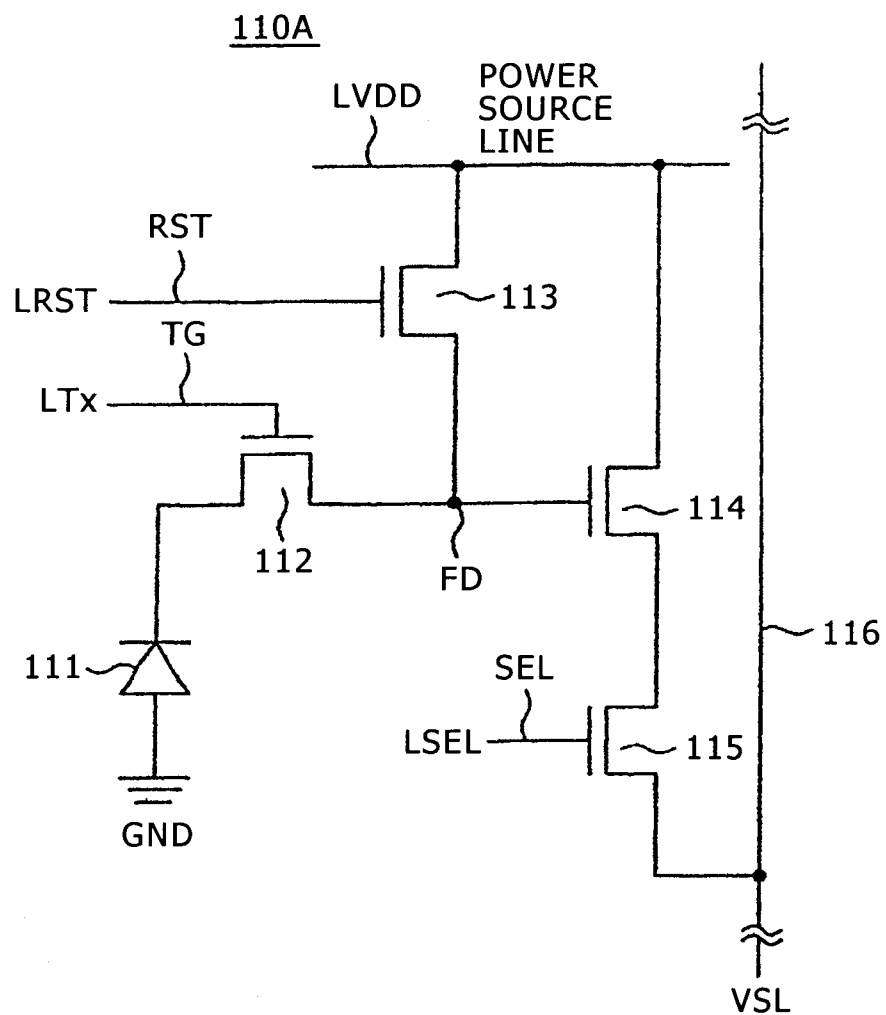 110A
LVDD
POWER
SOURCE
LINE
RST
LRST
113
TG
LTx
112
FD
114
111
116
SEL
LSEL
115
GND
VSL